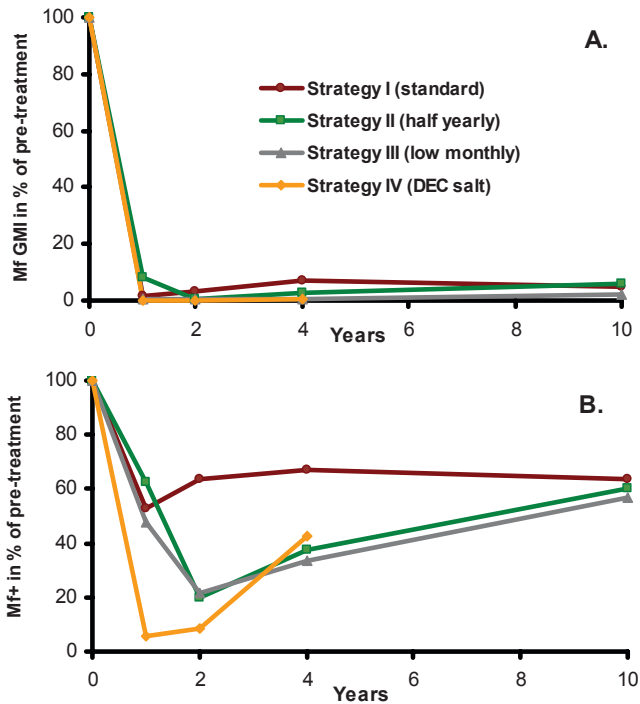 A.
100
80
60
40
20
0
Mf GMI in % of pre-treatment
Strategy I (standard)
Strategy II (half yearly)
Strategy III (low monthly)
Strategy IV (DEC salt)
0 2 4 6 8 10
Years
B.
100
80
60
40
20
0
Mf+ in % of pre-treatment
0 2 4 6 8 10
Years